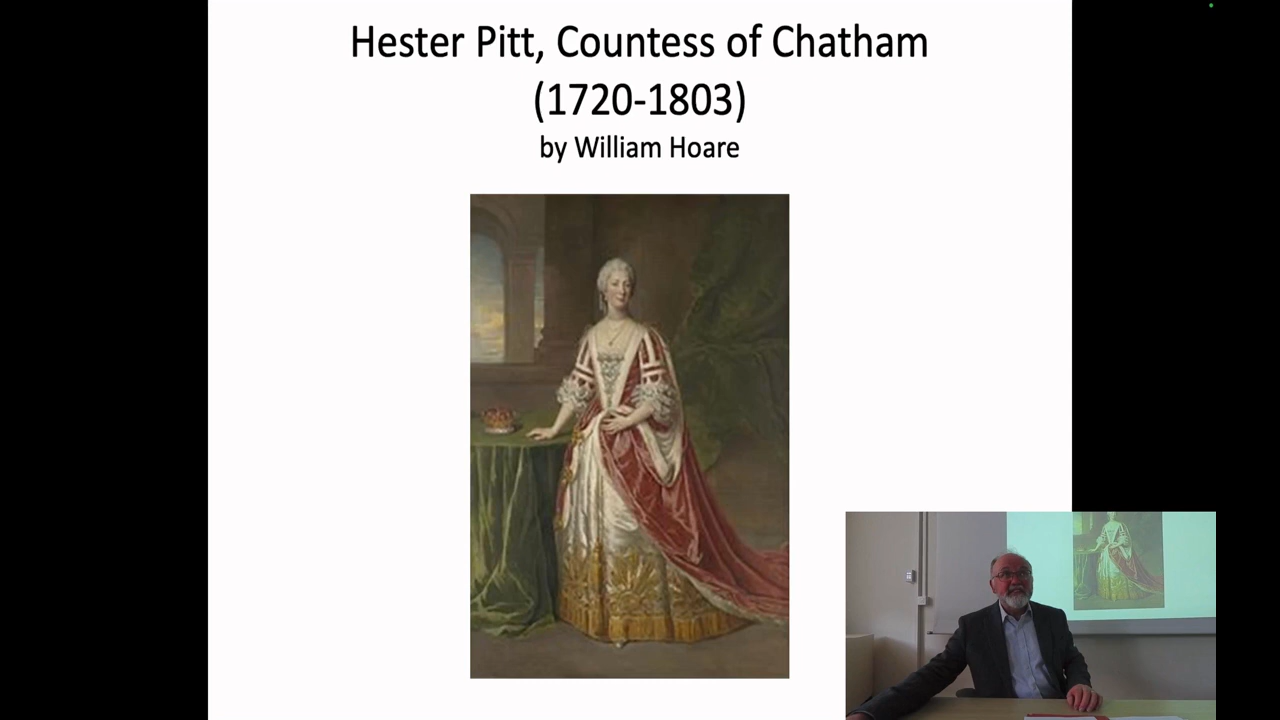 Hester Pitt, Countess of Chatham
(1720-1803)
by William Hoare